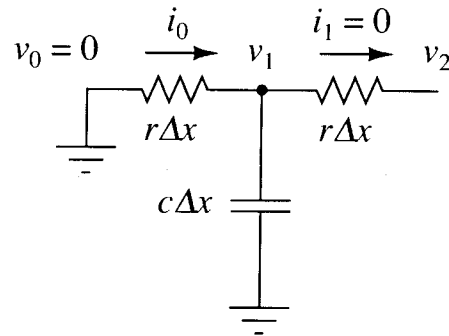 i₀ i₁ = 0
v₀ = 0 v₁ v₂
rΔx rΔx
cΔx